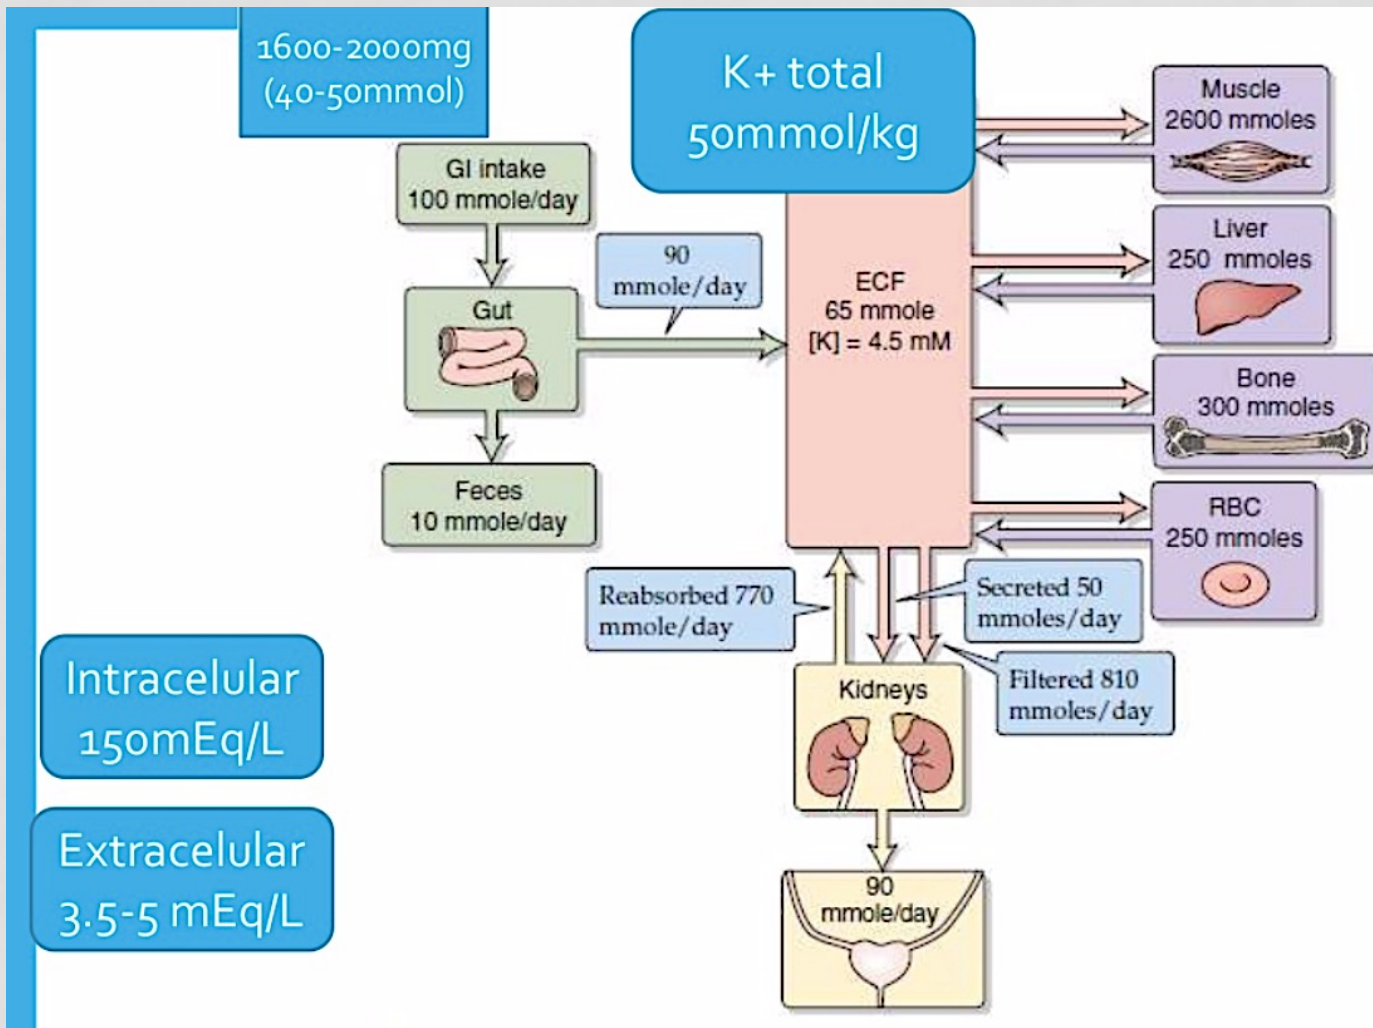 1600-2000mg
(40-50mmol)
K+ total
50mmol/kg
GI intake
100 mmole/day
90
mmole/day
Gut
Feces
10 mmole/day
ECF
65 mmole
[K] = 4.5 mM
Muscle
2600 mmoles
Liver
250 mmoles
Bone
300 mmoles
RBC
250 mmoles
Reabsorbed 770
mmole/day
Secreted 50
mmoles/day
Filtered 810
mmoles/day
Kidneys
90
mmole/day
Intracelular
150mEq/L
Extracelular
3.5-5 mEq/L